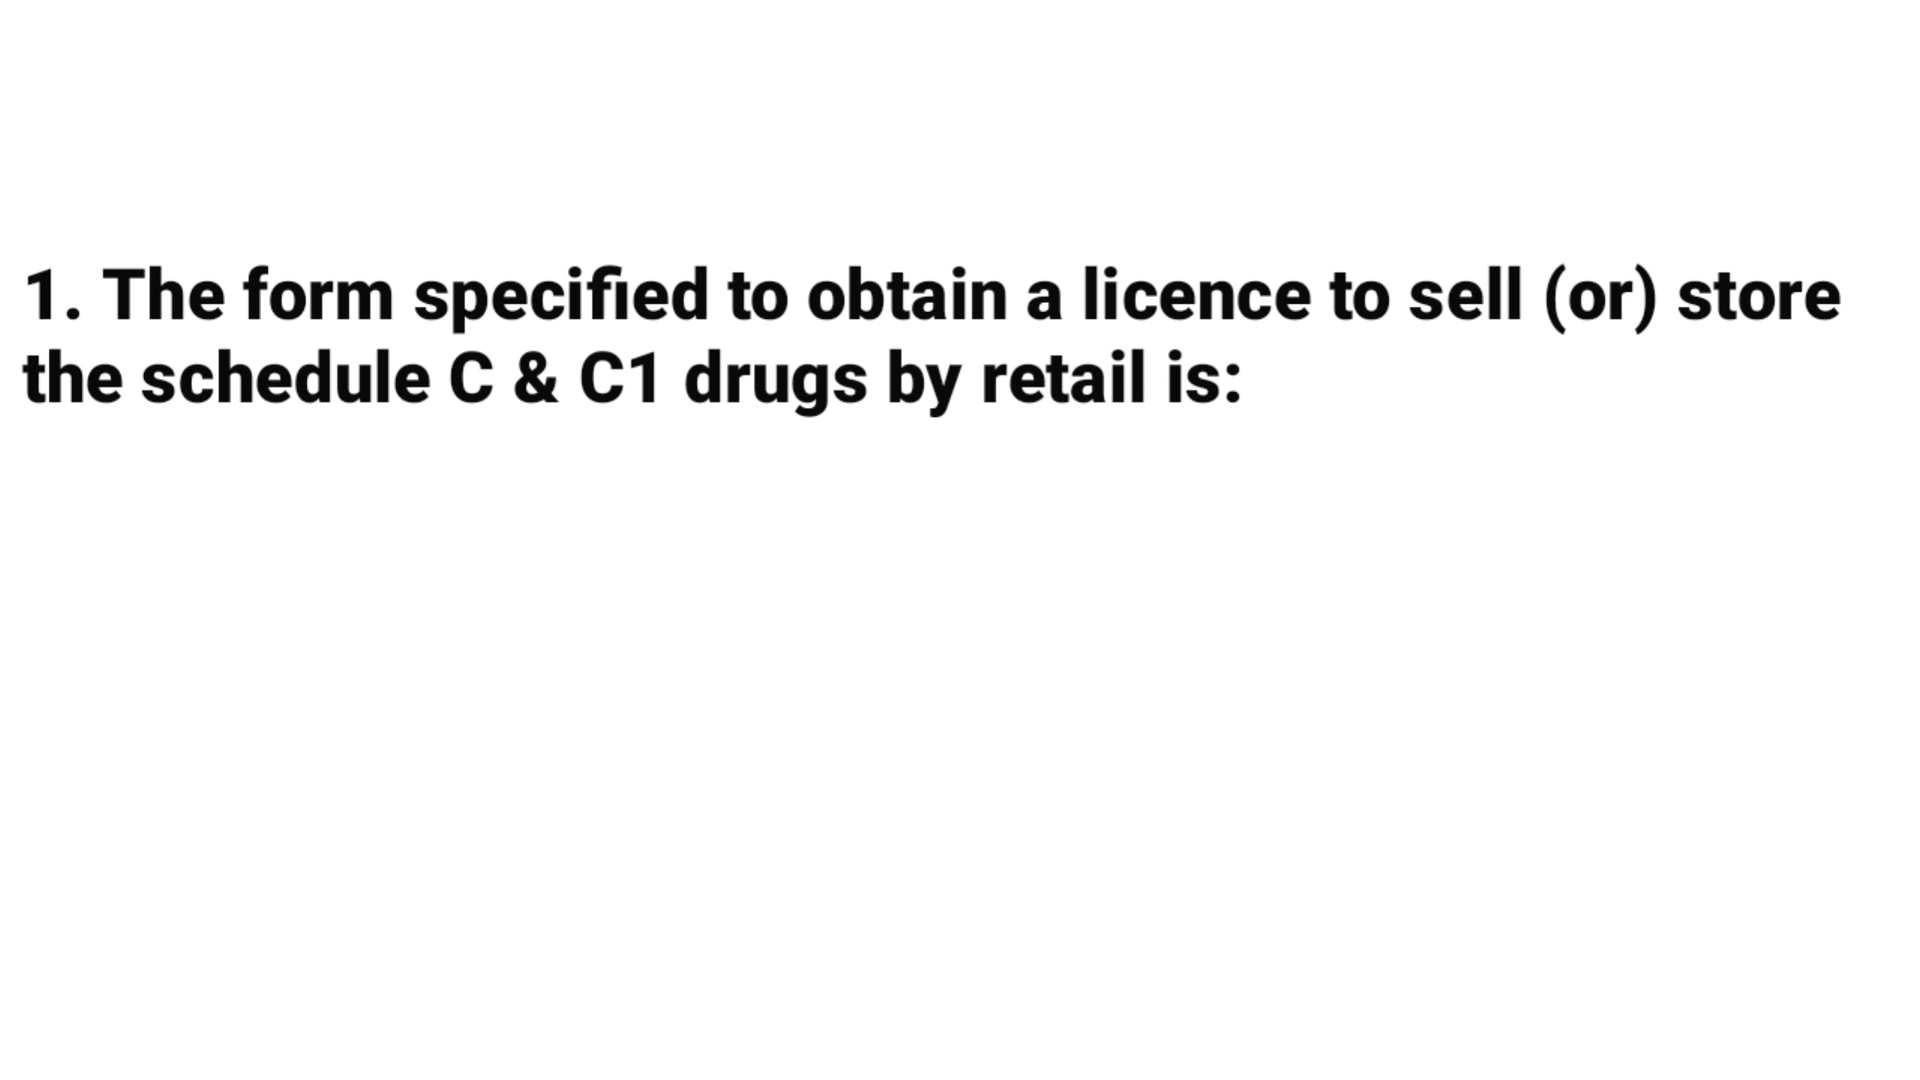 1. The form specified to obtain a licence to sell (or) store
the schedule C & C1 drugs by retail is: